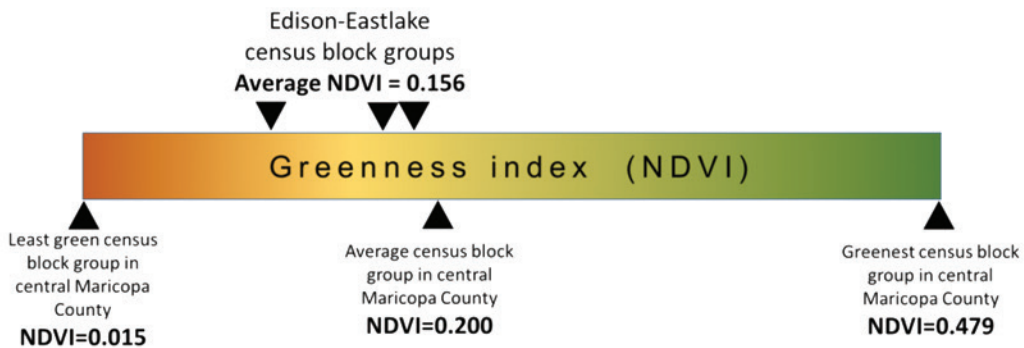 Edison-Eastlake
census block groups
Average NDVI = 0.156
Greenness index (NDVI)
Least green census
block group in
central Maricopa
County
NDVI=0.015
Average census block
group in central
Maricopa County
NDVI=0.200
Greenest census block
group in central
Maricopa County
NDVI=0.479